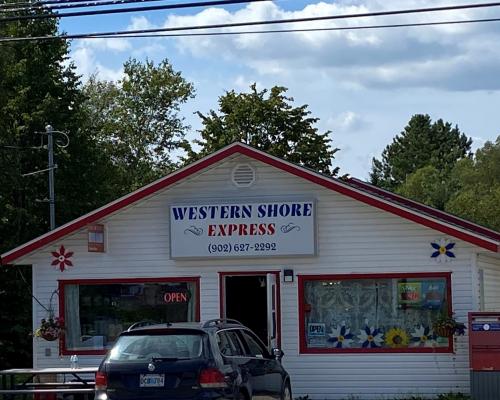 WESTERN SHORE
EXPRESS
(902) 627-2292
OPEN
OPEN